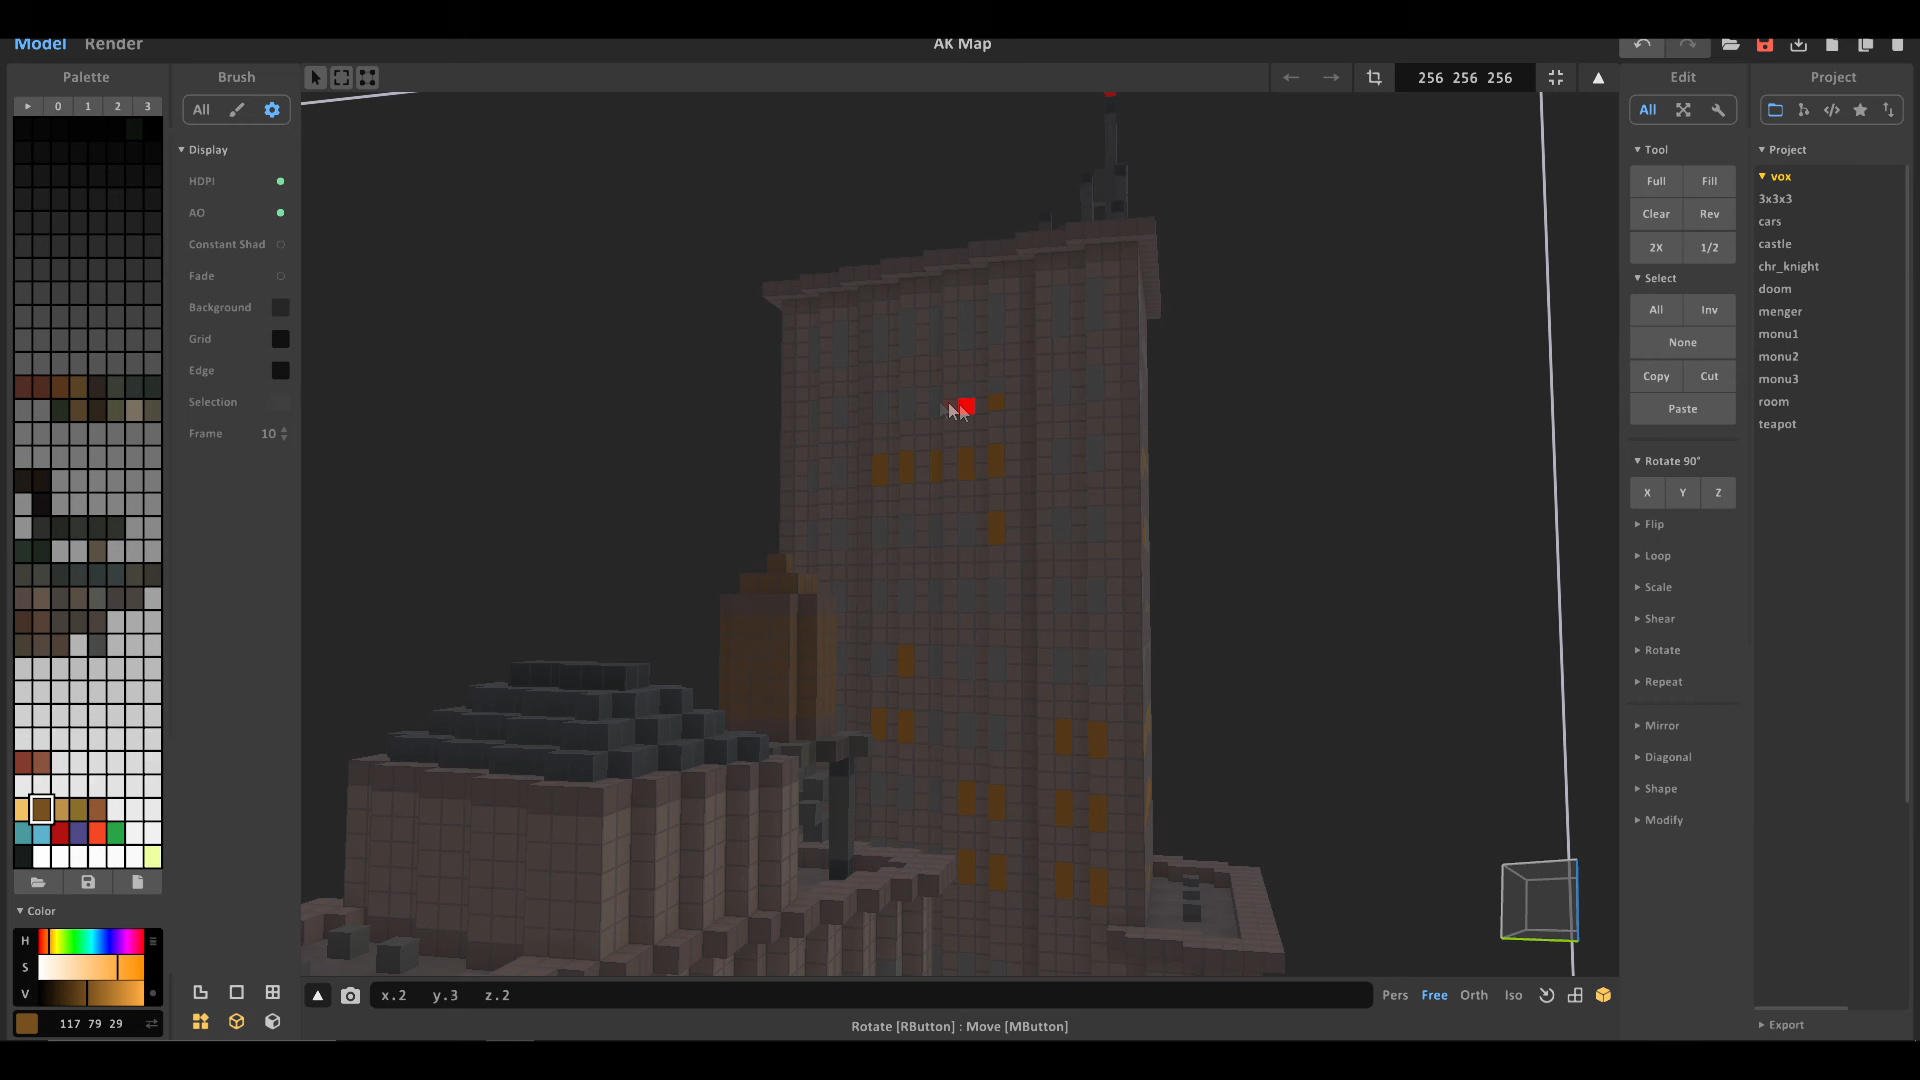 Model Render AK Map
Palette Brush 256 256 256 Edit Project
0 1 2 3 All All
Display Tool Project
HDPI Full Fill vox
3x3x3
AO Clear Rev cars
Constant Shad 2X 1/2 castle
chr_knight
Fade Select doom
Background All Inv menger
Grid None monu1
monu2
Edge Copy Cut monu3
Selection Paste room
teapot
Frame 10
Rotate 90°
X Y Z
Flip
Loop
Scale
Shear
Rotate
Repeat
Mirror
Diagonal
Shape
Modify
Color
H
S
V
x.2 y.3 z.2 Pers Free Orth Iso
117 79 29 Rotate [RButton] : Move [MButton] Export